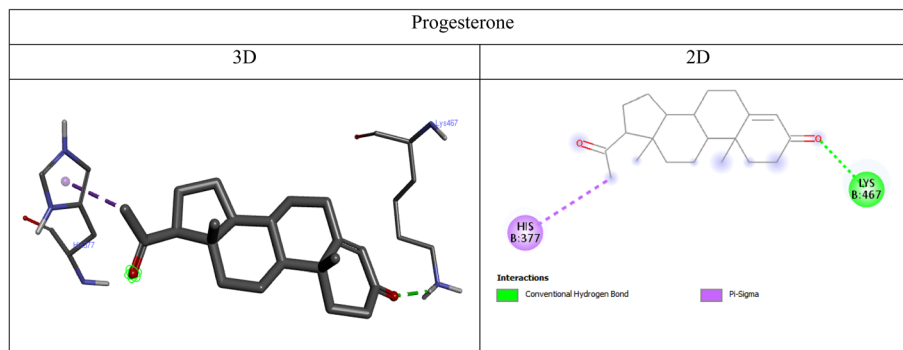 Progesterone
3D
2D
Lys467
O
O
LYS
B:467
HIS
B:377
Interactions
Conventional Hydrogen Bond
Pi-Sigma